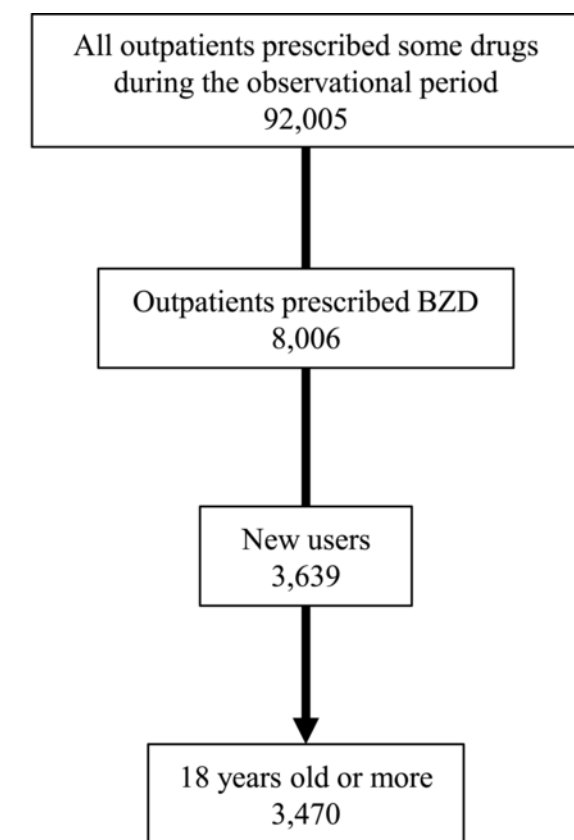 All outpatients prescribed some drugs
during the observational period
92,005
Outpatients prescribed BZD
8,006
New users
3,639
18 years old or more
3,470